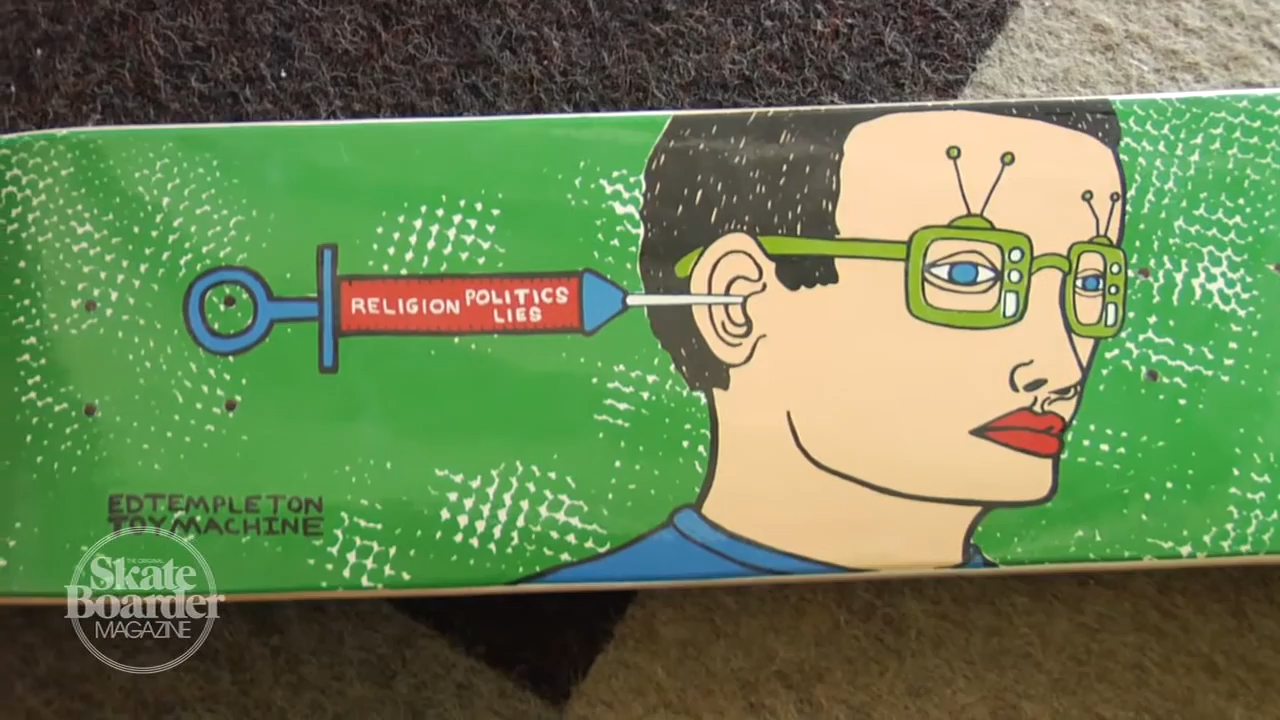 RELIGION POLITICS
LIES
EDTEMPLETON
TOYMACHINE
THE ORIGINAL
Skate
Boarder
MAGAZINE